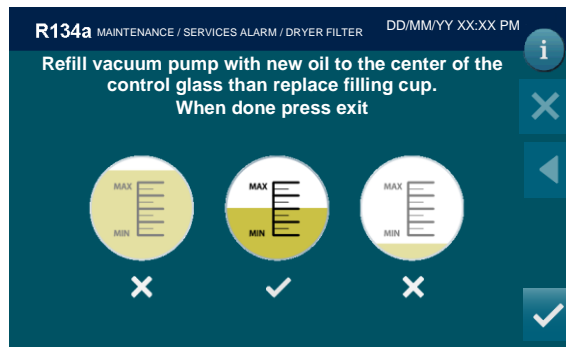 R134a MAINTENANCE / SERVICES ALARM / DRYER FILTER DD/MM/YY XX:XX PM
i
Refill vacuum pump with new oil to the center of the
control glass than replace filling cup.
When done press exit
MAX MAX MAX
MIN MIN MIN